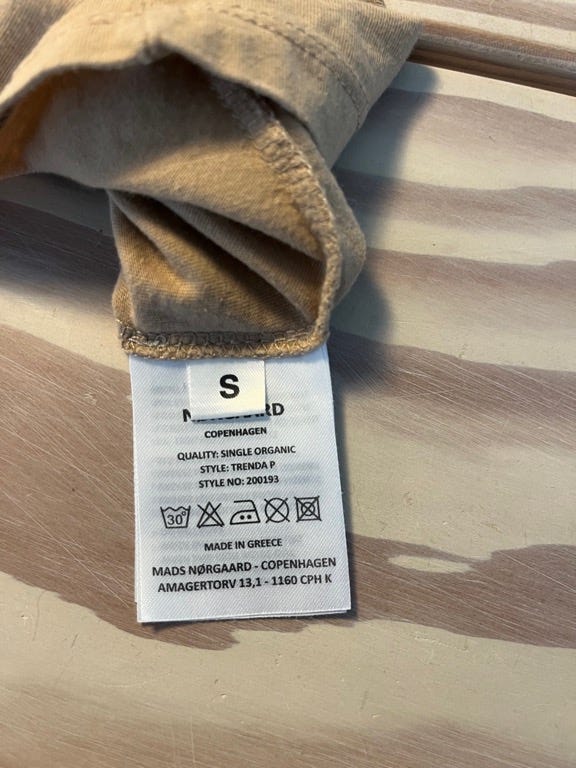 S
COPENHAGEN
QUALITY: SINGLE ORGANIC
STYLE: TRENDA P
STYLE NO: 200193
30°
MADE IN GREECE
MADS NØRGAARD - COPENHAGEN
AMAGERTORV 13,1 - 1160 CPH K